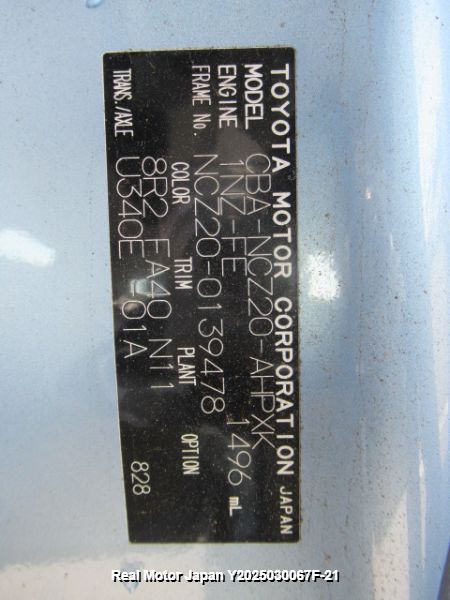 TOYOTA MOTOR CORPORATION JAPAN
MODEL CBA-NCZ20-AHPXK
ENGINE 1NZ-FE 1496 mL
FRAME No. NCZ20-0139478
COLOR TRIM PLANT OPTION
8R2 FA40 N11
TRANS./AXLE U340E -01A 828
Real Motor Japan Y2025030067F-21